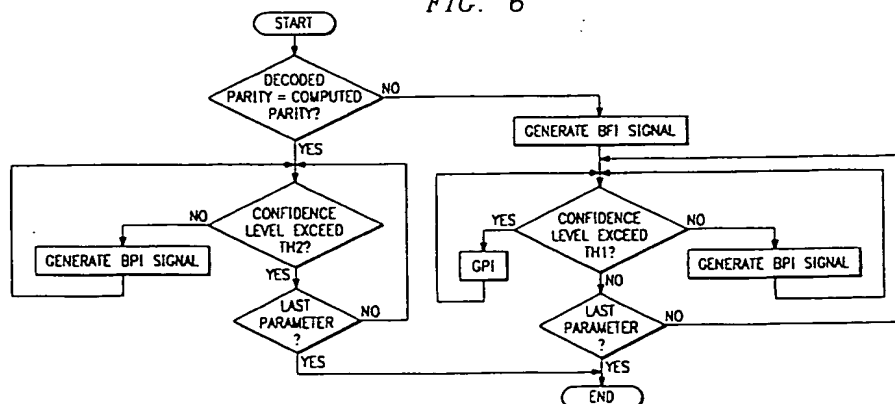 FIG. 6
START
DECODED
PARITY = COMPUTED
PARITY?
NO
YES
GENERATE BFI SIGNAL
CONFIDENCE
LEVEL EXCEED
TH2?
NO
YES
GENERATE BPI SIGNAL
LAST
PARAMETER
?
NO
YES
CONFIDENCE
LEVEL EXCEED
TH1?
YES
NO
NO
GPI
GENERATE BPI SIGNAL
LAST
PARAMETER
?
NO
YES
END